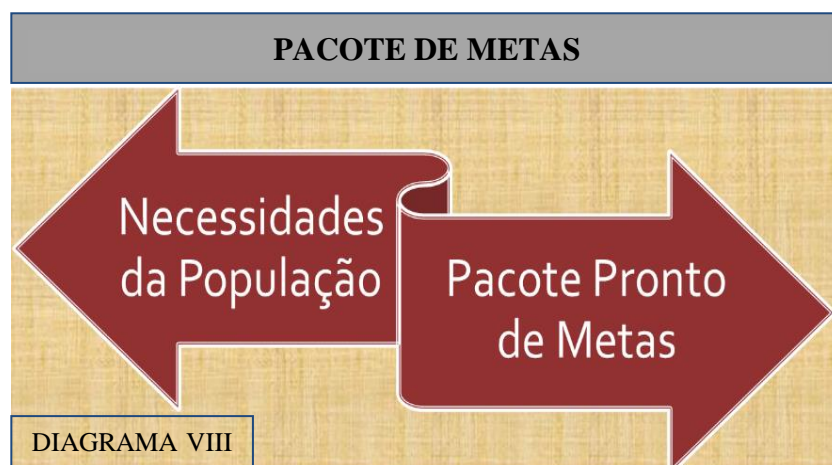 PACOTE DE METAS
Necessidades
da População
Pacote Pronto
de Metas
DIAGRAMA VIII